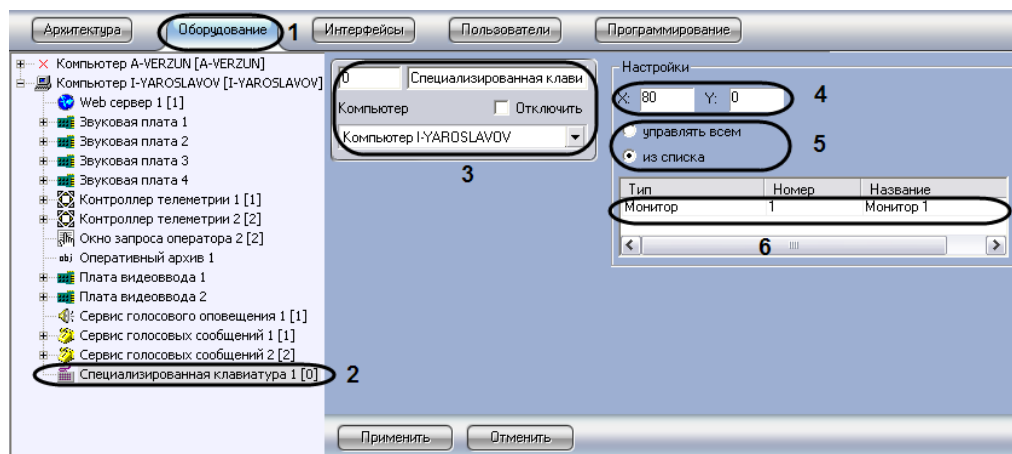 Архитектура Оборудование 1 Интерфейсы Пользователи Программирование
Компьютер A-VERZUN [A-VERZUN]
Компьютер I-YAROSLAVOV [I-YAROSLAVOV]
Web сервер 1 [1]
Звуковая плата 1
Звуковая плата 2
Звуковая плата 3
Звуковая плата 4
Контроллер телеметрии 1 [1]
Контроллер телеметрии 2 [2]
Окно запроса оператора 2 [2]
obj Оперативный архив 1
Плата видеоввода 1
Плата видеоввода 2
Сервис голосового оповещения 1 [1]
Сервис голосовых сообщений 1 [1]
Сервис голосовых сообщений 2 [2]
Специализированная клавиатура 1 [0] 2
0 Специализированная клави
Компьютер Отключить
Компьютер I-YAROSLAVOV
3
Настройки
X: 80 Y: 0 4
управлять всем
из списка
5
Тип Номер Название
Монитор 1 Монитор 1
6
Применить Отменить